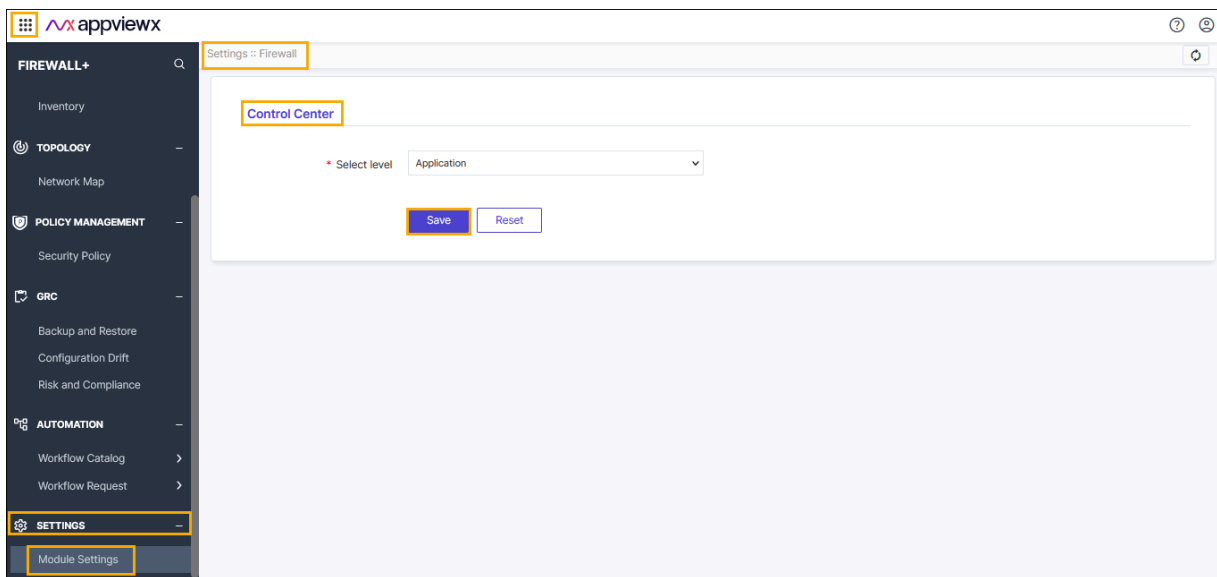 appviewx
FIREWALL+
Inventory
TOPOLOGY
Network Map
POLICY MANAGEMENT
Security Policy
GRC
Backup and Restore
Configuration Drift
Risk and Compliance
AUTOMATION
Workflow Catalog
Workflow Request
SETTINGS
Module Settings
Settings :: Firewall
Control Center
* Select level Application
Save Reset